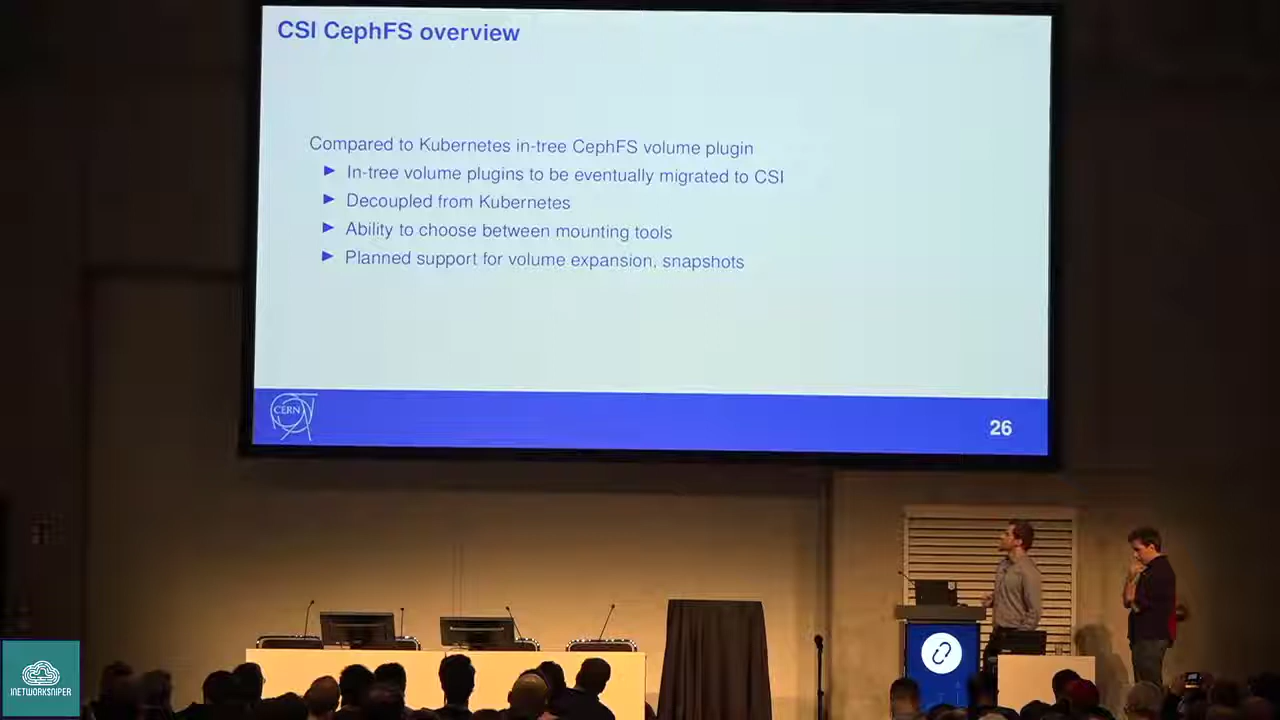 CSI CephFS overview
Compared to Kubernetes in-tree CephFS volume plugin
In-tree volume plugins to be eventually migrated to CSI
Decoupled from Kubernetes
Ability to choose between mounting tools
Planned support for volume expansion, snapshots
CERN
26
INETWORKSNIPER